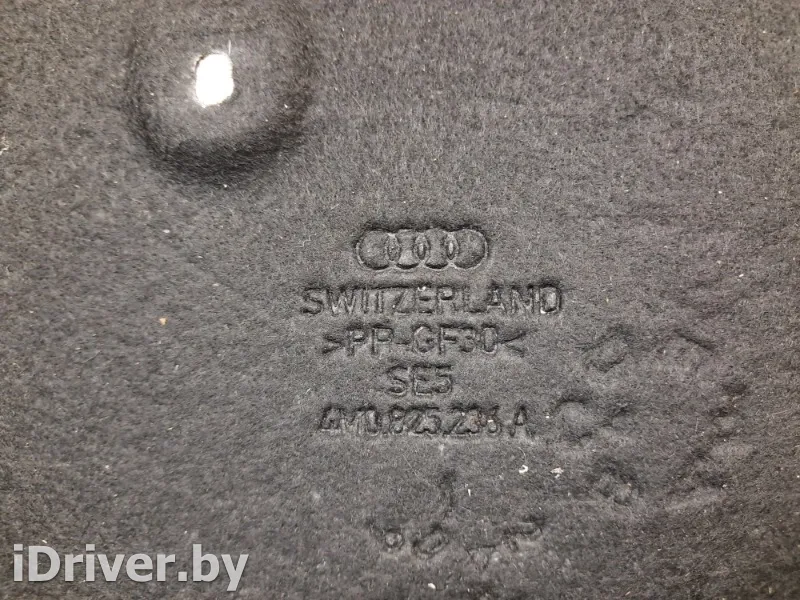 SWITZERLAND
>PP-GF30<
SE5
4M0.825.236.A
iDriver.by